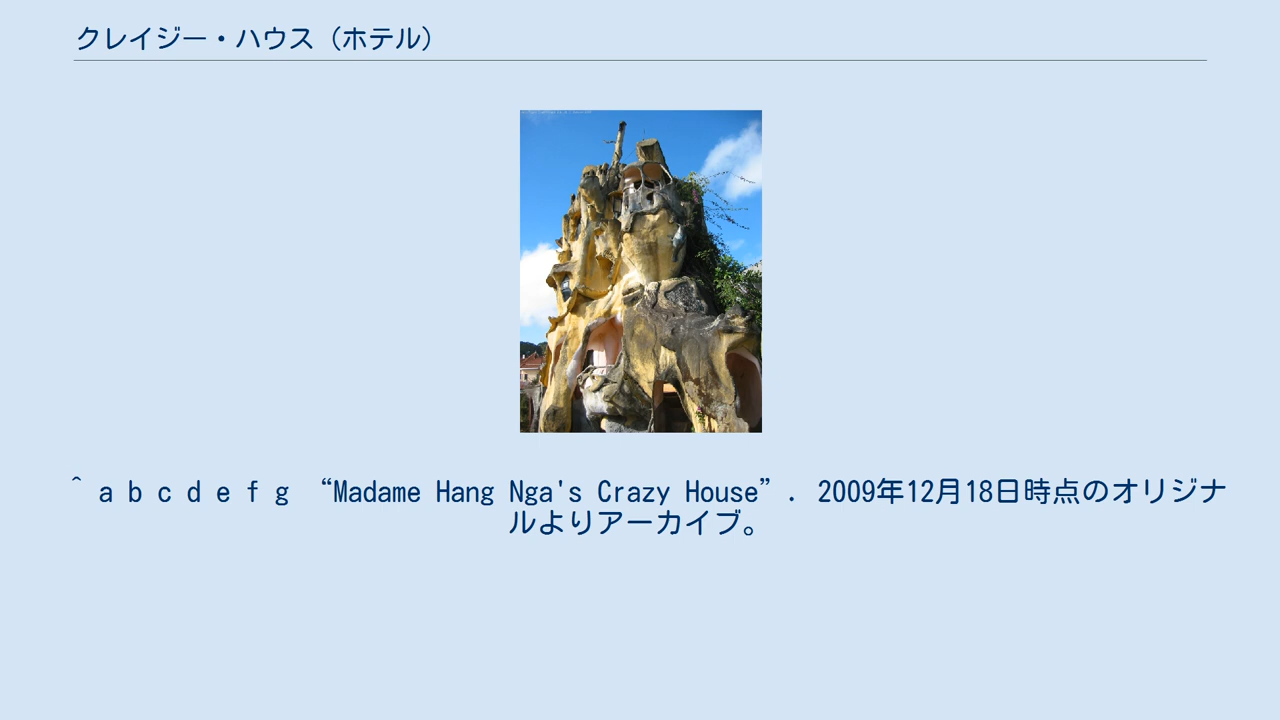 クレイジー・ハウス（ホテル）
^ a b c d e f g “Madame Hang Nga's Crazy House”. 2009年12月18日時点のオリジナ
ルよりアーカイブ。